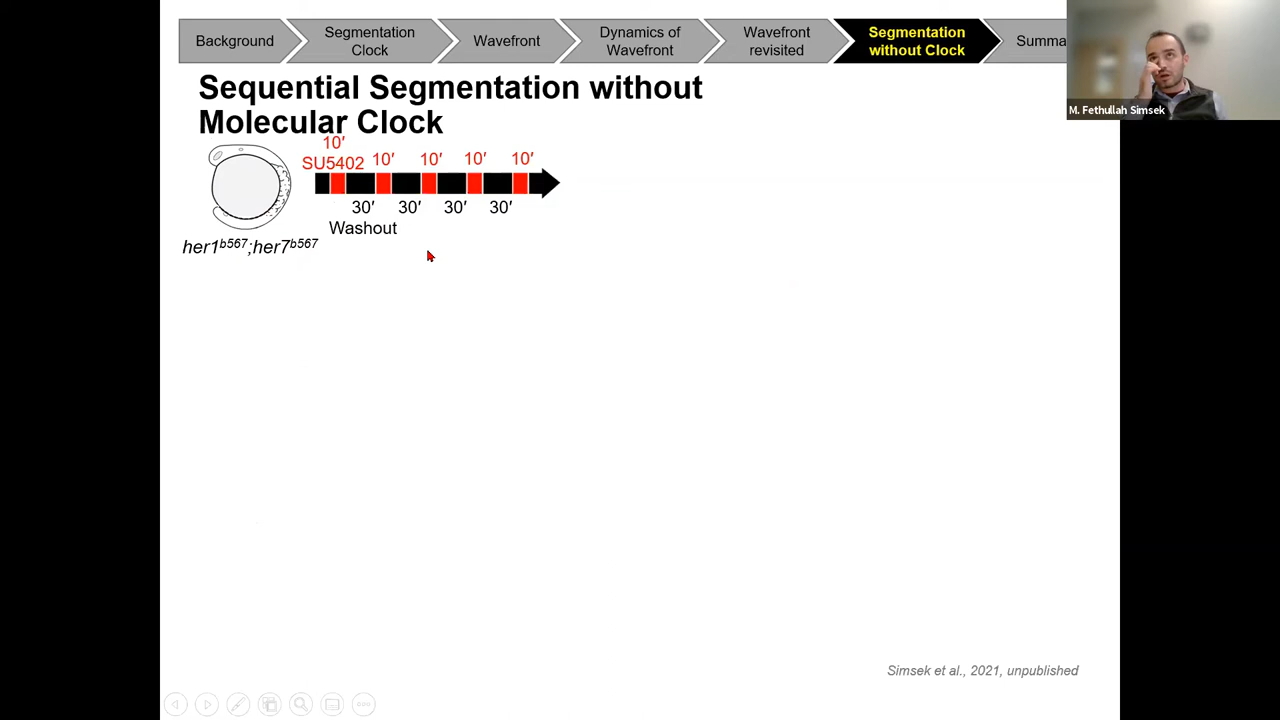 Background
Segmentation
Clock
Wavefront
Dynamics of
Wavefront
Wavefront
revisited
Segmentation
without Clock
Summa
M. Fethullah Simsek
Sequential Segmentation without
Molecular Clock
10′
SU5402 10′ 10′ 10′ 10′
30′ 30′ 30′ 30′
Washout
her1b567;her7b567
Simsek et al., 2021, unpublished